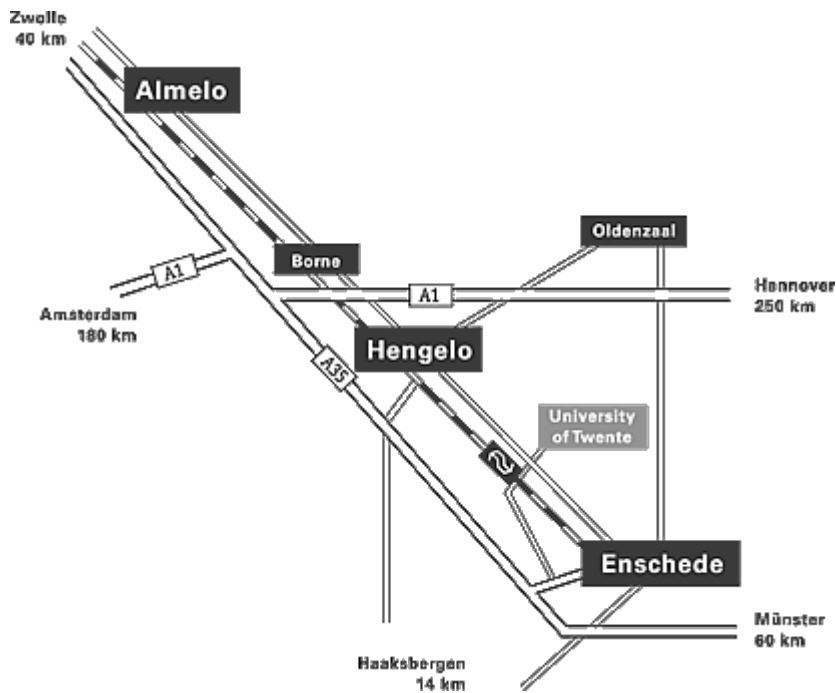 Zwolle
40 km
Almelo
Oldenzaal
Borne
A1
A1
Hannover
250 km
Amsterdam
180 km
Hengelo
A35
University
of Twente
Enschede
Münster
60 km
Haaksbergen
14 km